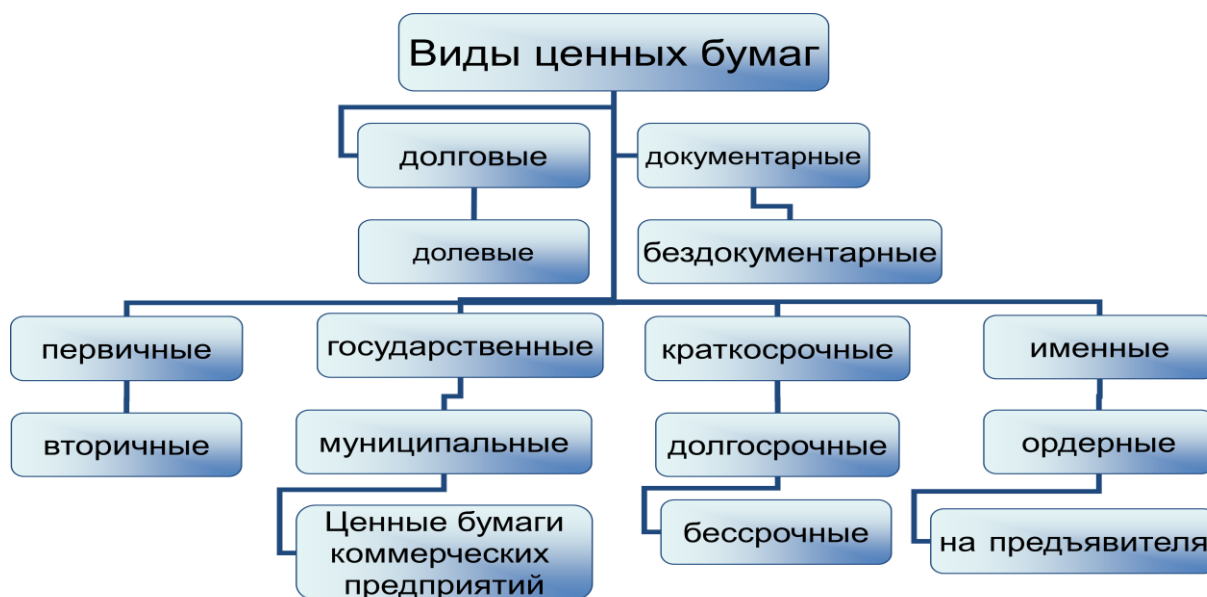 Виды ценных бумаг
долговые
документарные
долевые
бездокументарные
первичные
государственные
краткосрочные
именные
вторичные
муниципальные
долгосрочные
ордерные
Ценные бумаги
коммерческих
предприятий
бессрочные
на предъявителя